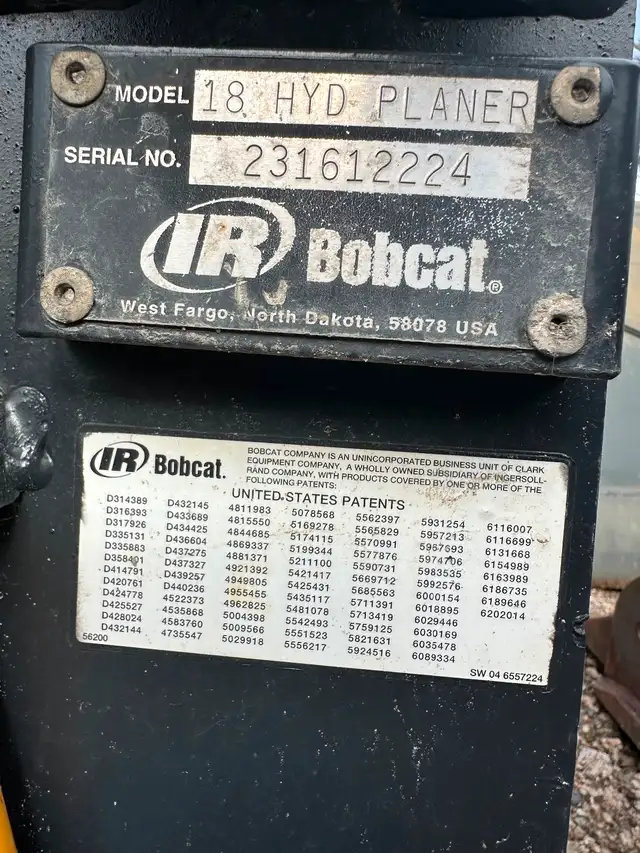 MODEL 18 HYD PLANER
SERIAL NO. 231612224
IR Bobcat®
West Fargo, North Dakota, 58078 USA
IR Bobcat.
BOBCAT COMPANY IS AN UNINCORPORATED BUSINESS UNIT OF CLARK
EQUIPMENT COMPANY, A WHOLLY OWNED SUBSIDIARY OF INGERSOLL-
RAND COMPANY, WITH PRODUCTS COVERED BY ONE OR MORE OF THE
FOLLOWING PATENTS:
UNITED STATES PATENTS
D314389 D432145 4811983 5078568 5562397 5931254 6116007
D316393 D433689 4815550 5169278 5565829 5957213 6116699
D317926 D434425 4844685 5174115 5570991 5967693 6131668
D335131 D436604 4869337 5199344 5577876 5974706 6154989
D335883 D437275 4881371 5211100 5590731 5983535 6163989
D358401 D437327 4921392 5421417 5669712 5992576 6186735
D414791 D439257 4949805 5425431 5685563 6000154 6189646
D420761 D440236 4955455 5435117 5711391 6018895 6202014
D424778 4522373 4962825 5481078 5713419 6029446
D425527 4535868 5004398 5542493 5759125 6030169
D428024 4583760 5009566 5551523 5821631 6035478
D432144 4735547 5029918 5556217 5924516 6089334
56200
SW 04 6557224